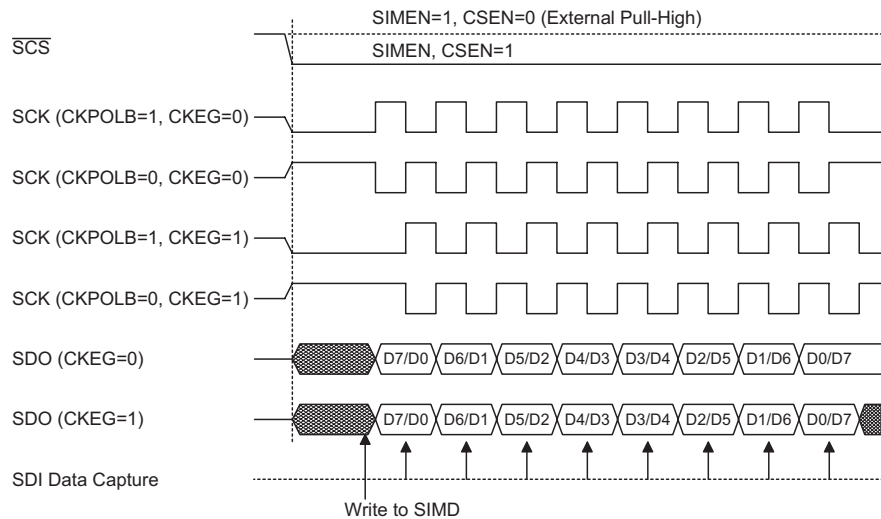 SIMEN=1, CSEN=0 (External Pull-High)
SCS
SIMEN, CSEN=1
SCK (CKPOLB=1, CKEG=0)
SCK (CKPOLB=0, CKEG=0)
SCK (CKPOLB=1, CKEG=1)
SCK (CKPOLB=0, CKEG=1)
SDO (CKEG=0) D7/D0 D6/D1 D5/D2 D4/D3 D3/D4 D2/D5 D1/D6 D0/D7
SDO (CKEG=1) D7/D0 D6/D1 D5/D2 D4/D3 D3/D4 D2/D5 D1/D6 D0/D7
SDI Data Capture
Write to SIMD